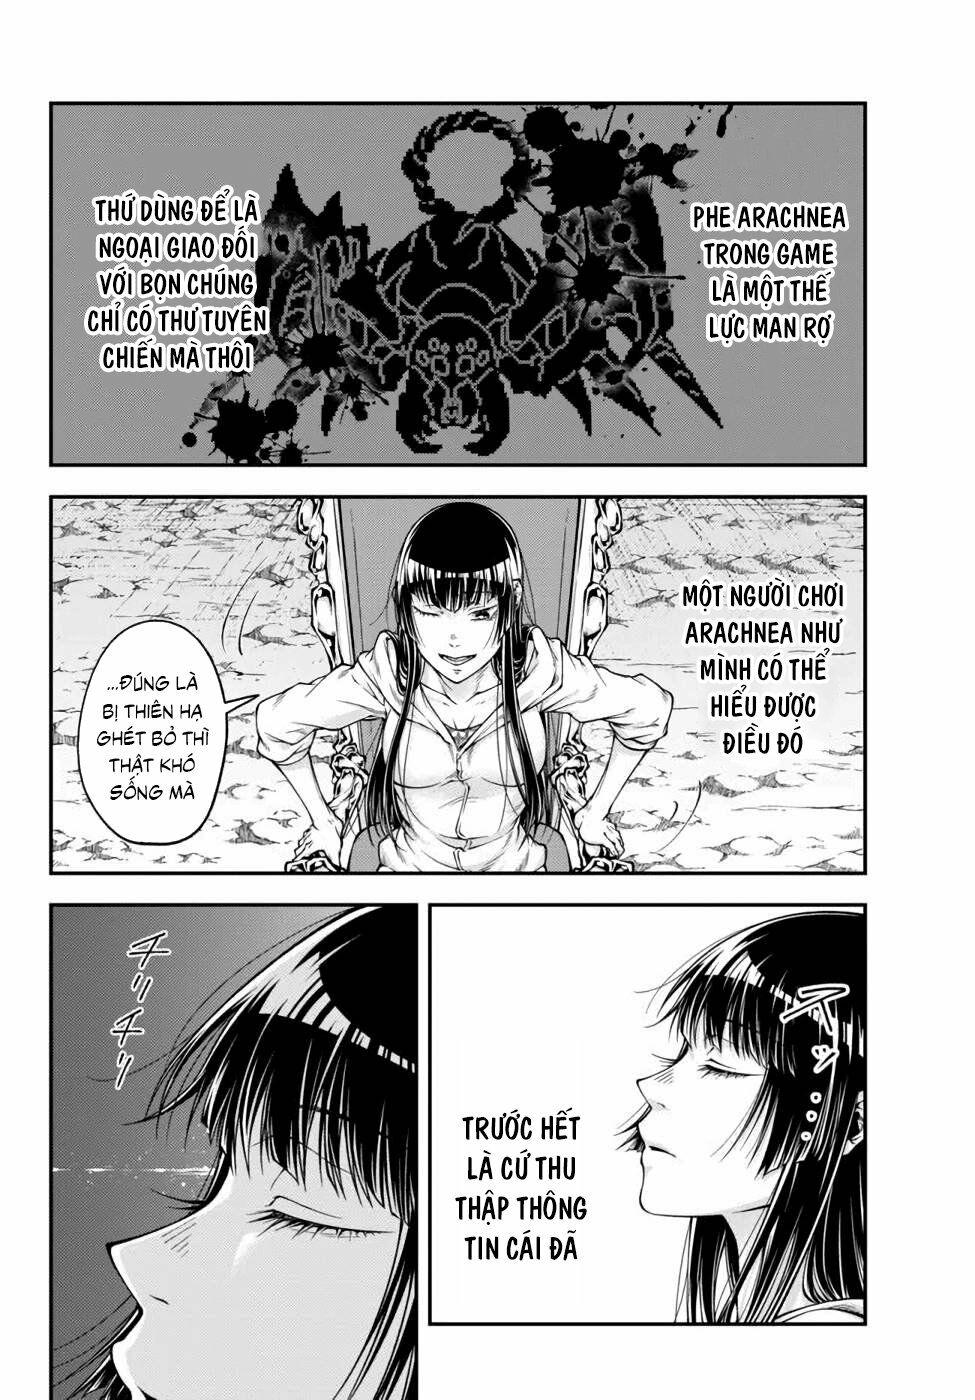 PHE ARACHNEA
TRONG GAME
LÀ MỘT THẾ
LỰC MAN RỢ
THỨ DÙNG ĐỂ LÀ
NGOẠI GIAO ĐỐI
VỚI BỌN CHÚNG
CHỈ CÓ THƯ TUYÊN
CHIẾN MÀ THÔI
MỘT NGƯỜI CHƠI
ARACHNEA NHƯ
MÌNH CÓ THỂ
HIỂU ĐƯỢC
ĐIỀU ĐÓ
...ĐÚNG LÀ
BỊ THIÊN HẠ
GHÉT BỎ THÌ
THẬT KHÓ
SỐNG MÀ
TRƯỚC HẾT
LÀ CỨ THU
THẬP THÔNG
TIN CÁI ĐÃ
チリ
チリ